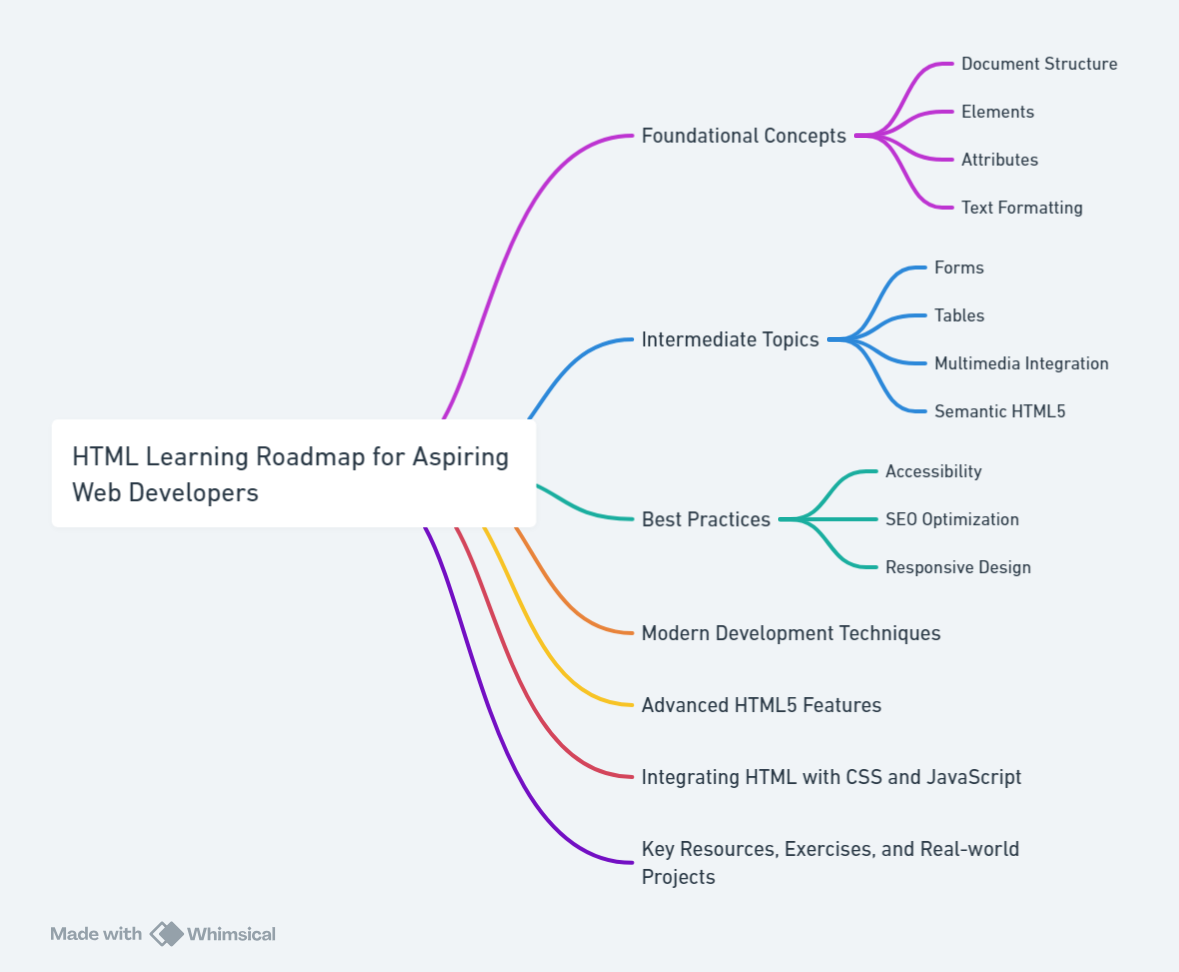 HTML Learning Roadmap for Aspiring
Web Developers
Foundational Concepts
Document Structure
Elements
Attributes
Text Formatting
Intermediate Topics
Forms
Tables
Multimedia Integration
Semantic HTML5
Best Practices
Accessibility
SEO Optimization
Responsive Design
Modern Development Techniques
Advanced HTML5 Features
Integrating HTML with CSS and JavaScript
Key Resources, Exercises, and Real-world
Projects
Made with Whimsical